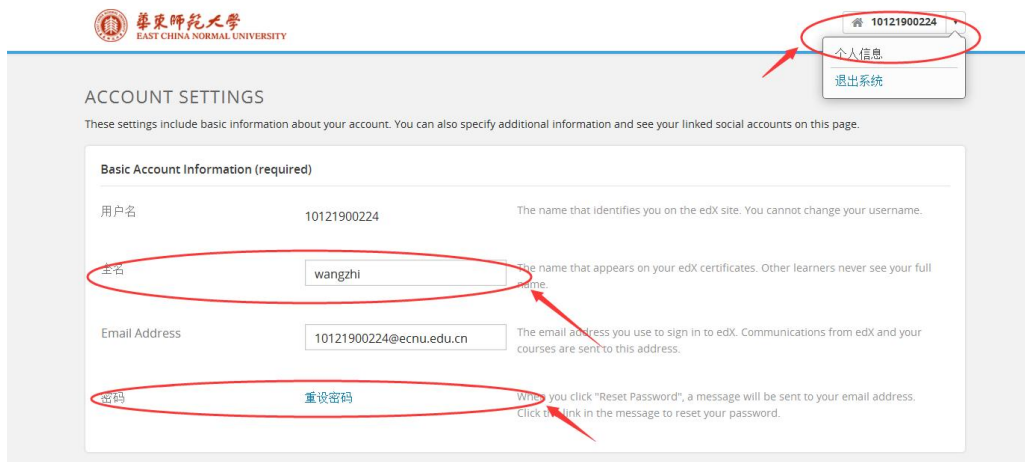 華東師範大學
EAST CHINA NORMAL UNIVERSITY
10121900224
个人信息
退出系统
ACCOUNT SETTINGS
These settings include basic information about your account. You can also specify additional information and see your linked social accounts on this page.
Basic Account Information (required)
用户名
10121900224
The name that identifies you on the edX site. You cannot change your username.
全名
wangzhi
The name that appears on your edX certificates. Other learners never see your full
name.
Email Address
10121900224@ecnu.edu.cn
The email address you use to sign in to edX. Communications from edX and your
courses are sent to this address.
密码
重设密码
When you click "Reset Password", a message will be sent to your email address.
Click the link in the message to reset your password.